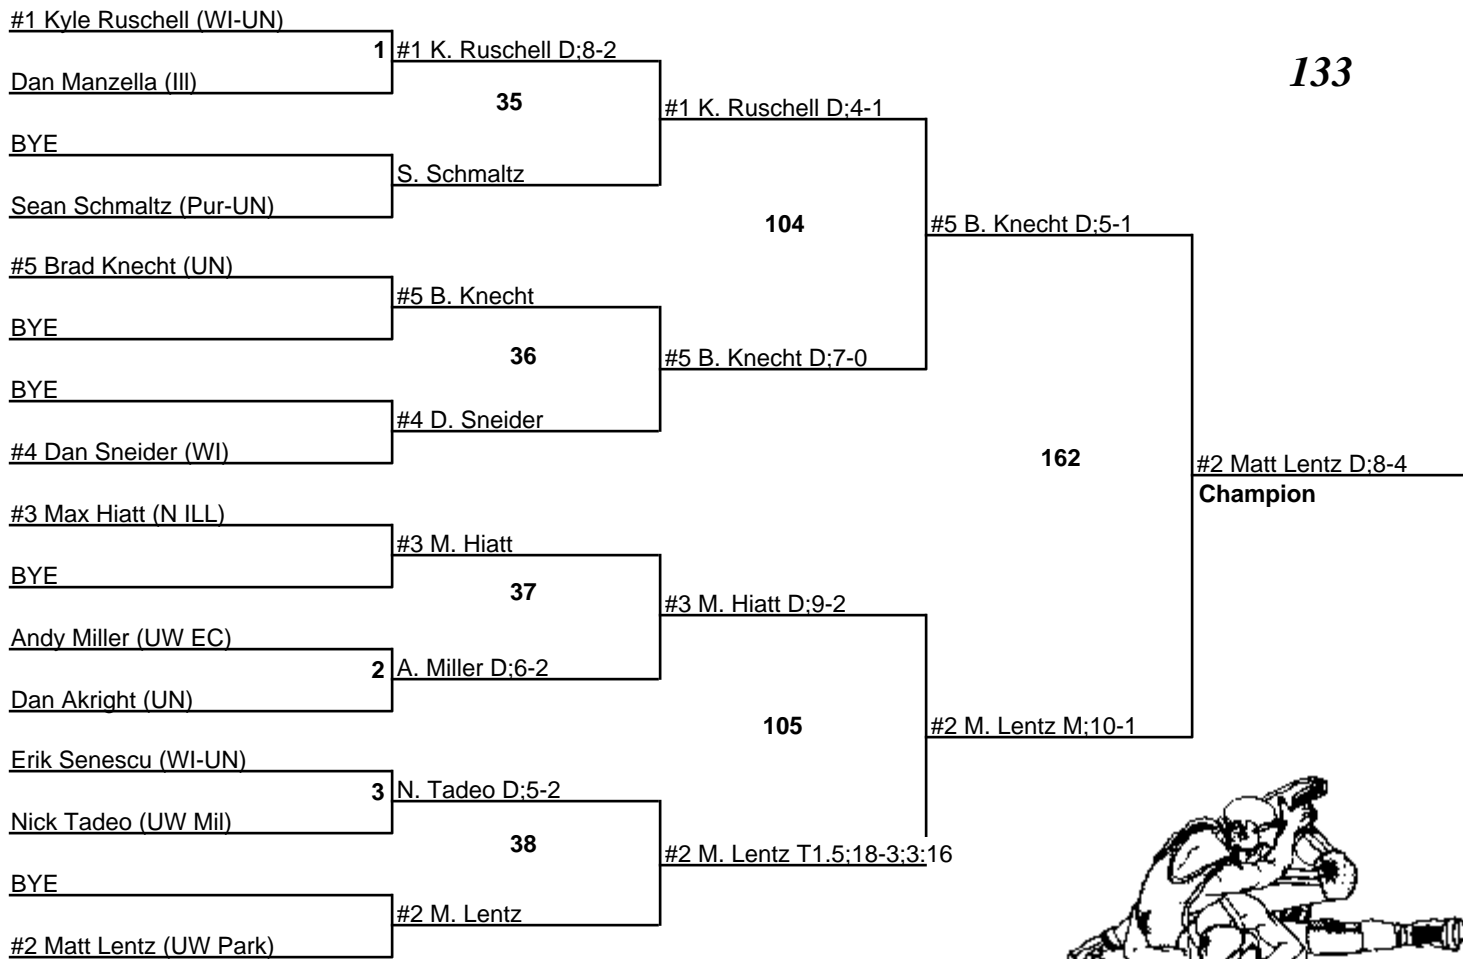 #1 Kyle Ruschell (WI-UN)
1 #1 K. Ruschell D;8-2
133
Dan Manzella (Ill)
35
#1 K. Ruschell D;4-1
BYE
S. Schmaltz
Sean Schmaltz (Pur-UN)
104
#5 B. Knecht D;5-1
#5 Brad Knecht (UN)
#5 B. Knecht
BYE
36
#5 B. Knecht D;7-0
BYE
#4 D. Sneider
#4 Dan Sneider (WI)
162
#2 Matt Lentz D;8-4
Champion
#3 Max Hiatt (N ILL)
#3 M. Hiatt
BYE
37
#3 M. Hiatt D;9-2
Andy Miller (UW EC)
2 A. Miller D;6-2
Dan Akright (UN)
105
#2 M. Lentz M;10-1
Erik Senescu (WI-UN)
3 N. Tadeo D;5-2
Nick Tadeo (UW Mil)
38
#2 M. Lentz T1.5;18-3;3:16
BYE
#2 M. Lentz
#2 Matt Lentz (UW Park)